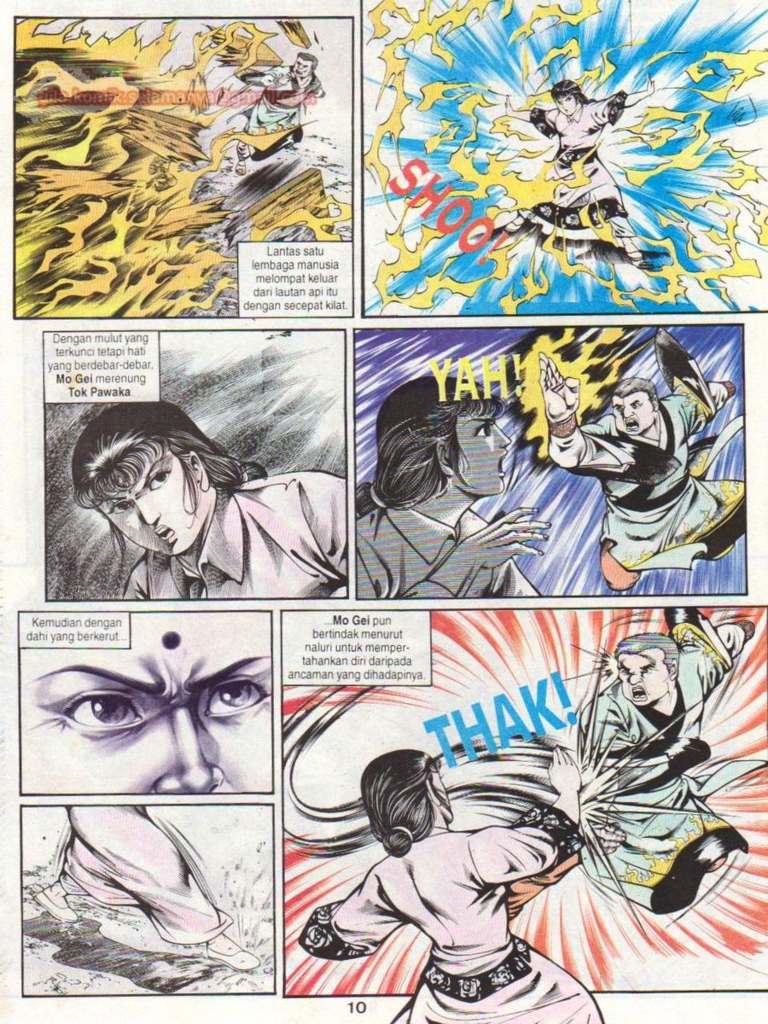 Lantas satu
lembaga manusia
melompat keluar
dari lautan api itu
dengan secepat kilat.
SHOO!
Dengan mulut yang
terkunci tetapi hati
yang berdebar-debar,
Mo Gei merenung
Tok Pawaka
YAH!
Kemudian dengan
dahi yang berkerut...
...Mo Gei pun
bertindak menurut
naluri untuk memper-
tahankan diri daripada
ancaman yang dihadapinya.
THAK!
10